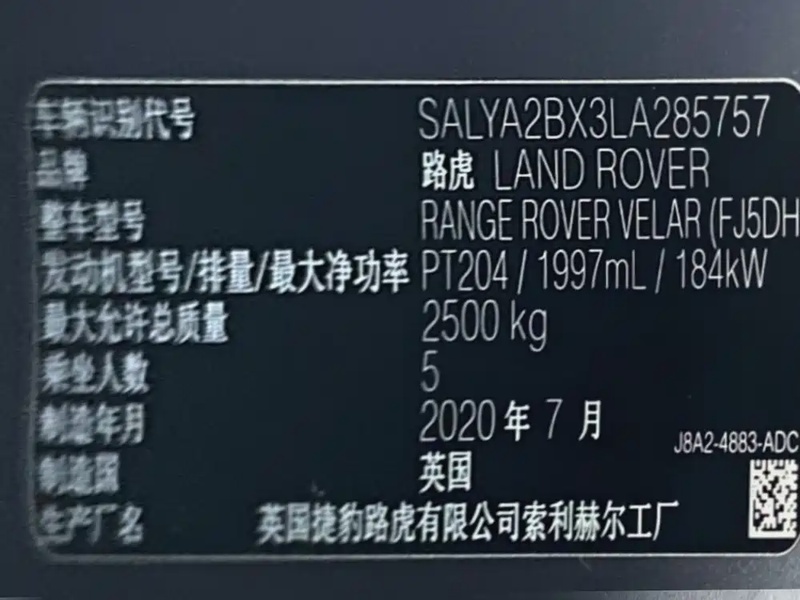 车辆识别代号 SALYA2BX3LA285757
品牌 路虎 LAND ROVER
整车型号 RANGE ROVER VELAR (FJ5DH
发动机型号/排量/最大净功率 PT204 / 1997mL / 184kW
最大允许总质量 2500 kg
乘坐人数 5
制造年月 2020 年 7 月
J8A2-4883-ADC
制造国 英国
生产厂名 英国捷豹路虎有限公司索利赫尔工厂